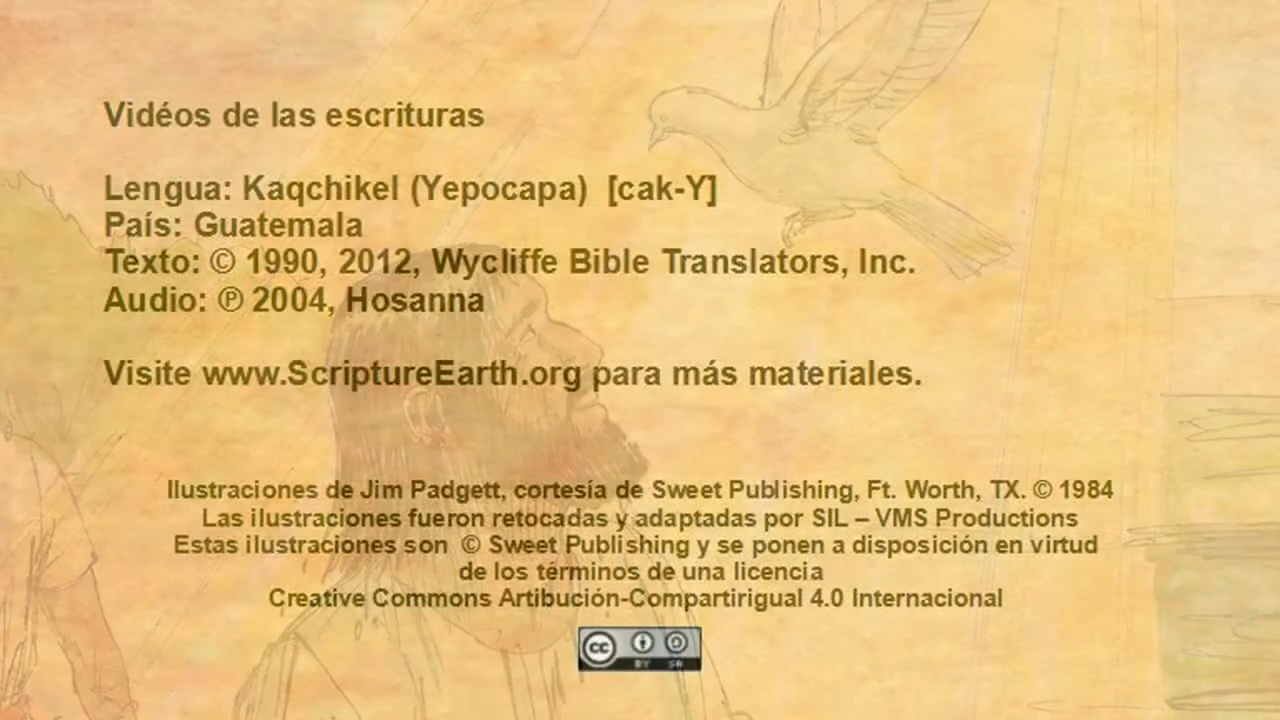 Vidéos de las escrituras
Lengua: Kaqchikel (Yepocapa)  [cak-Y]
País: Guatemala
Texto: © 1990, 2012, Wycliffe Bible Translators, Inc.
Audio: ℗ 2004, Hosanna
Visite www.ScriptureEarth.org para más materiales.
Ilustraciones de Jim Padgett, cortesía de Sweet Publishing, Ft. Worth, TX. © 1984
Las ilustraciones fueron retocadas y adaptadas por SIL – VMS Productions
Estas ilustraciones son  © Sweet Publishing y se ponen a disposición en virtud
de los términos de una licencia
Creative Commons Artibución-Compartirigual 4.0 Internacional
cc BY SA